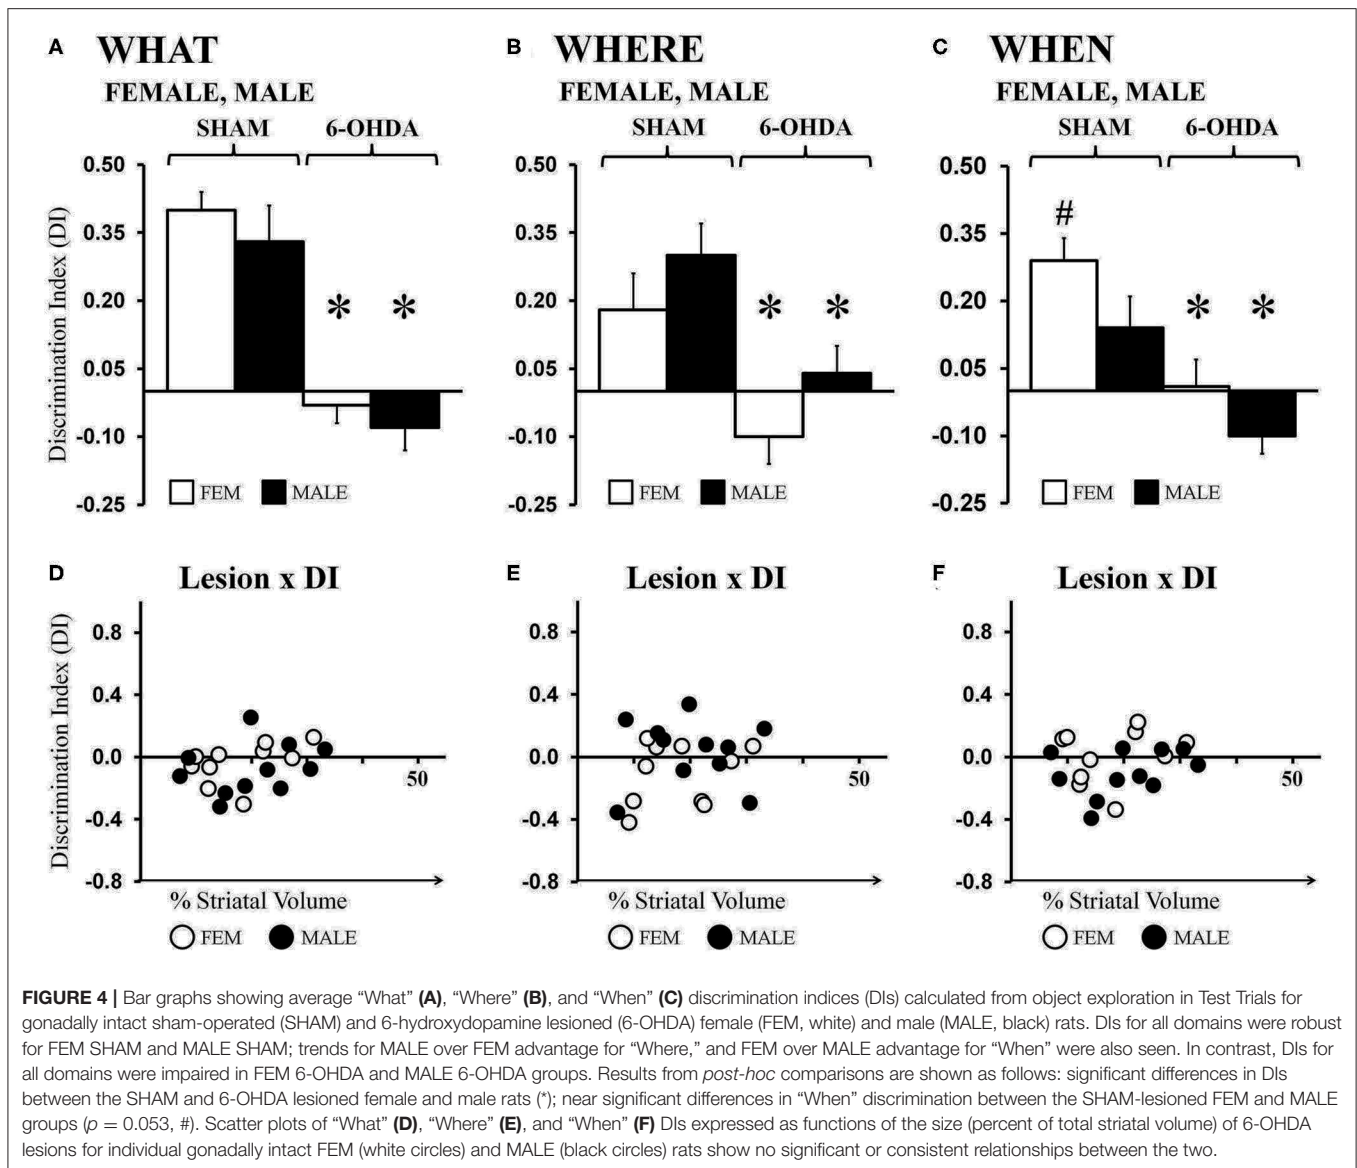 A WHAT
FEMALE, MALE
SHAM 6-OHDA
0.50
0.35
0.20
0.05
-0.10
-0.25
Discrimination Index (DI)
* *
FEM MALE
B WHERE
FEMALE, MALE
SHAM 6-OHDA
0.50
0.35
0.20
0.05
-0.10
-0.25
* *
FEM MALE
C WHEN
FEMALE, MALE
SHAM 6-OHDA
0.50
0.35
0.20
0.05
-0.10
-0.25
#
* *
FEM MALE
D Lesion x DI
0.8
0.4
0.0
-0.4
-0.8
Discrimination Index (DI)
50
% Striatal Volume
FEM MALE
E Lesion x DI
0.8
0.4
0.0
-0.4
-0.8
50
% Striatal Volume
FEM MALE
F Lesion x DI
0.8
0.4
0.0
-0.4
-0.8
50
% Striatal Volume
FEM MALE
FIGURE 4 | Bar graphs showing average “What” (A), “Where” (B), and “When” (C) discrimination indices (DIs) calculated from object exploration in Test Trials for
gonadally intact sham-operated (SHAM) and 6-hydroxydopamine lesioned (6-OHDA) female (FEM, white) and male (MALE, black) rats. DIs for all domains were robust
for FEM SHAM and MALE SHAM; trends for MALE over FEM advantage for “Where,” and FEM over MALE advantage for “When” were also seen. In contrast, DIs for
all domains were impaired in FEM 6-OHDA and MALE 6-OHDA groups. Results from post-hoc comparisons are shown as follows: significant differences in DIs
between the SHAM and 6-OHDA lesioned female and male rats (*); near significant differences in “When” discrimination between the SHAM-lesioned FEM and MALE
groups (p = 0.053, #). Scatter plots of “What” (D), “Where” (E), and “When” (F) DIs expressed as functions of the size (percent of total striatal volume) of 6-OHDA
lesions for individual gonadally intact FEM (white circles) and MALE (black circles) rats show no significant or consistent relationships between the two.